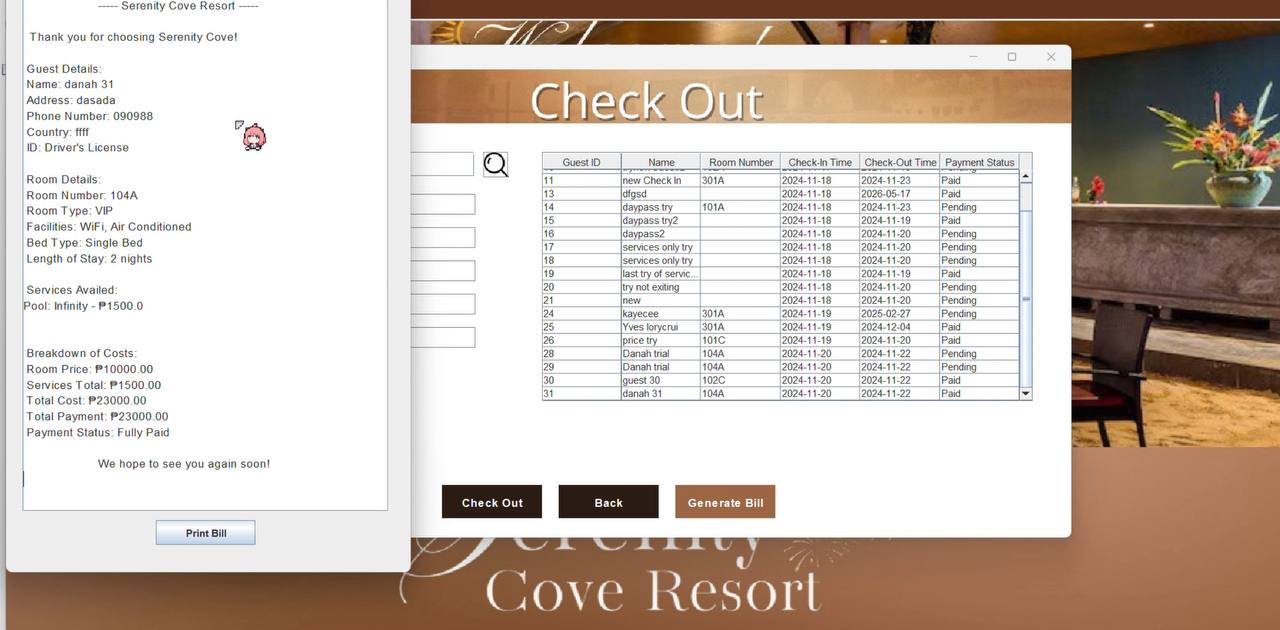 ----- Serenity Cove Resort -----
Thank you for choosing Serenity Cove!
Guest Details:
Name: danah 31
Address: dasada
Phone Number: 090988
Country: ffff
ID: Driver's License
Room Details:
Room Number: 104A
Room Type: VIP
Facilities: WiFi, Air Conditioned
Bed Type: Single Bed
Length of Stay: 2 nights
Services Availed:
Pool: Infinity - ₱1500.0
Breakdown of Costs:
Room Price: ₱10000.00
Services Total: ₱1500.00
Total Cost: ₱23000.00
Total Payment: ₱23000.00
Payment Status: Fully Paid
We hope to see you again soon!
Print Bill
Check Out
Guest ID Name Room Number Check-In Time Check-Out Time Payment Status
11 new Check In 301A 2024-11-18 2024-11-23 Paid
13 dfgsd 2024-11-18 2026-05-17 Paid
14 daypass try 101A 2024-11-18 2024-11-23 Pending
15 daypass try2 2024-11-18 2024-11-19 Paid
16 daypass2 2024-11-18 2024-11-20 Pending
17 services only try 2024-11-18 2024-11-20 Pending
18 services only try 2024-11-18 2024-11-20 Pending
19 last try of servic... 2024-11-18 2024-11-19 Paid
20 try not exiting 2024-11-18 2024-11-20 Pending
21 new 2024-11-18 2024-11-20 Pending
24 kayecee 301A 2024-11-19 2025-02-27 Pending
25 Yves lorycrui 301A 2024-11-19 2024-12-04 Paid
26 price try 101C 2024-11-19 2024-11-20 Paid
28 Danah trial 104A 2024-11-20 2024-11-22 Pending
29 Danah trial 104A 2024-11-20 2024-11-22 Pending
30 guest 30 102C 2024-11-20 2024-11-22 Paid
31 danah 31 104A 2024-11-20 2024-11-22 Paid
Check Out
Back
Generate Bill
Serenity
Cove Resort